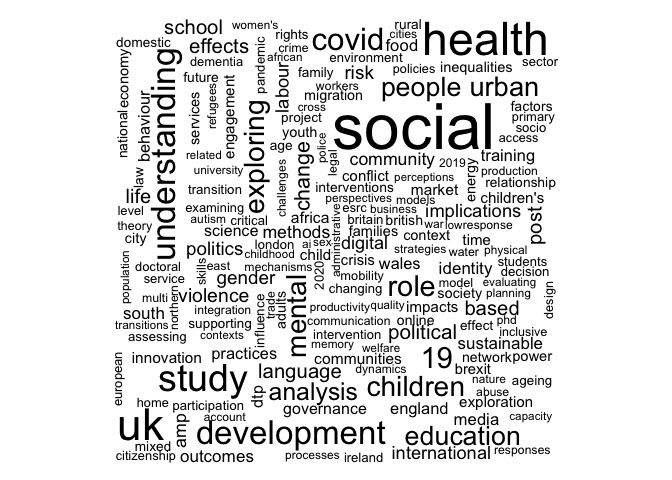 school women's rights rural cities
domestic effects crime covid food health
dementia pandemic african environment
understanding future family risk policies inequalities sector
national economy behaviour services refugees engagement labour workers people urban
migration
exploring cross project social factors
youth primary
socio
related age police access
law university change legal community 2019 training
life transition challenges conflict perceptions energy production
interventions market relationship
level examining perspectives models children's
theory autism critical africa esrc business implications post
city science methods britain british war low response
families context
politics london ai sex administrative digital strategies time
population doctoral childhood child crisis wales water physical
service skills east mechanisms 2020 mobility identity students
gender changing decision
multi northern violence mental role model evaluating
society planning design
south integration influence trade adults productivity quality impacts based
transitions supporting communication online effect phd
assessing contexts intervention political inclusive
memory welfare sustainable
european innovation practices communities 19 network power
study language dynamics brexit
nature ageing
dtp analysis children abuse
home participation exploration
uk amp account governance england media capacity
development education
mixed
citizenship outcomes processes ireland international responses